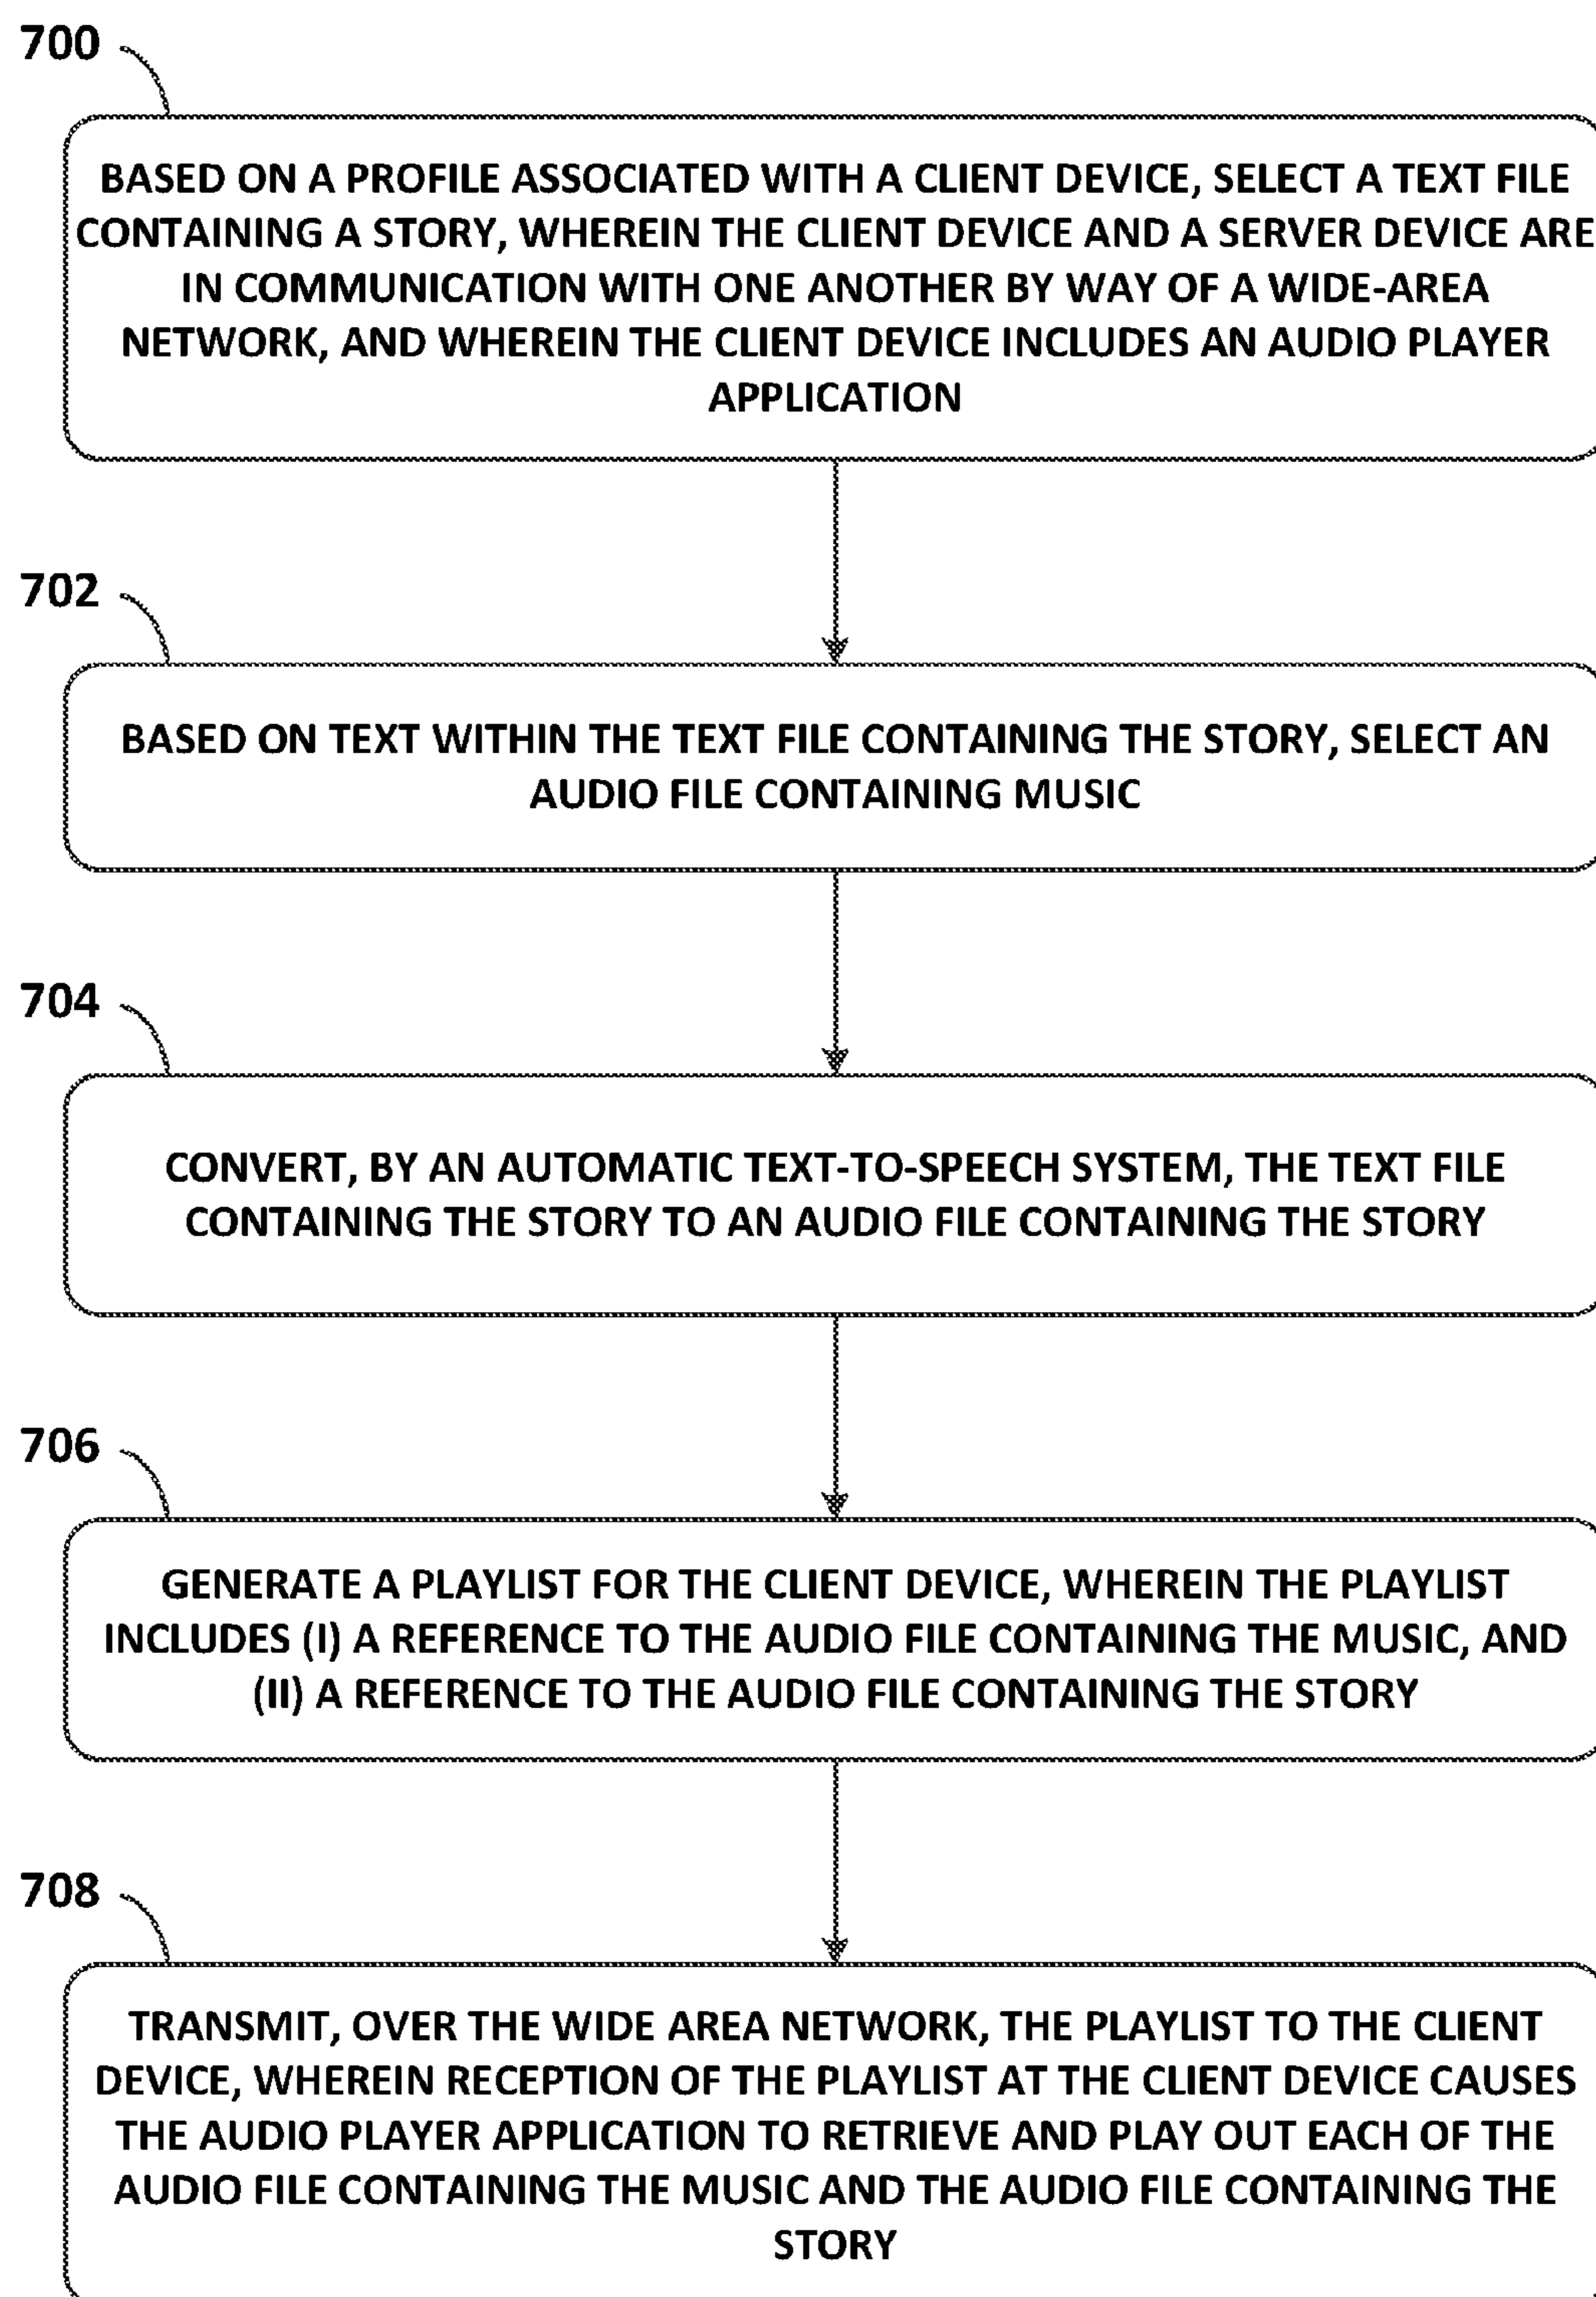 700
BASED ON A PROFILE ASSOCIATED WITH A CLIENT DEVICE, SELECT A TEXT FILE
CONTAINING A STORY, WHEREIN THE CLIENT DEVICE AND A SERVER DEVICE ARE
IN COMMUNICATION WITH ONE ANOTHER BY WAY OF A WIDE-AREA
NETWORK, AND WHEREIN THE CLIENT DEVICE INCLUDES AN AUDIO PLAYER
APPLICATION
702
BASED ON TEXT WITHIN THE TEXT FILE CONTAINING THE STORY, SELECT AN
AUDIO FILE CONTAINING MUSIC
704
CONVERT, BY AN AUTOMATIC TEXT-TO-SPEECH SYSTEM, THE TEXT FILE
CONTAINING THE STORY TO AN AUDIO FILE CONTAINING THE STORY
706
GENERATE A PLAYLIST FOR THE CLIENT DEVICE, WHEREIN THE PLAYLIST
INCLUDES (I) A REFERENCE TO THE AUDIO FILE CONTAINING THE MUSIC, AND
(II) A REFERENCE TO THE AUDIO FILE CONTAINING THE STORY
708
TRANSMIT, OVER THE WIDE AREA NETWORK, THE PLAYLIST TO THE CLIENT
DEVICE, WHEREIN RECEPTION OF THE PLAYLIST AT THE CLIENT DEVICE CAUSES
THE AUDIO PLAYER APPLICATION TO RETRIEVE AND PLAY OUT EACH OF THE
AUDIO FILE CONTAINING THE MUSIC AND THE AUDIO FILE CONTAINING THE
STORY